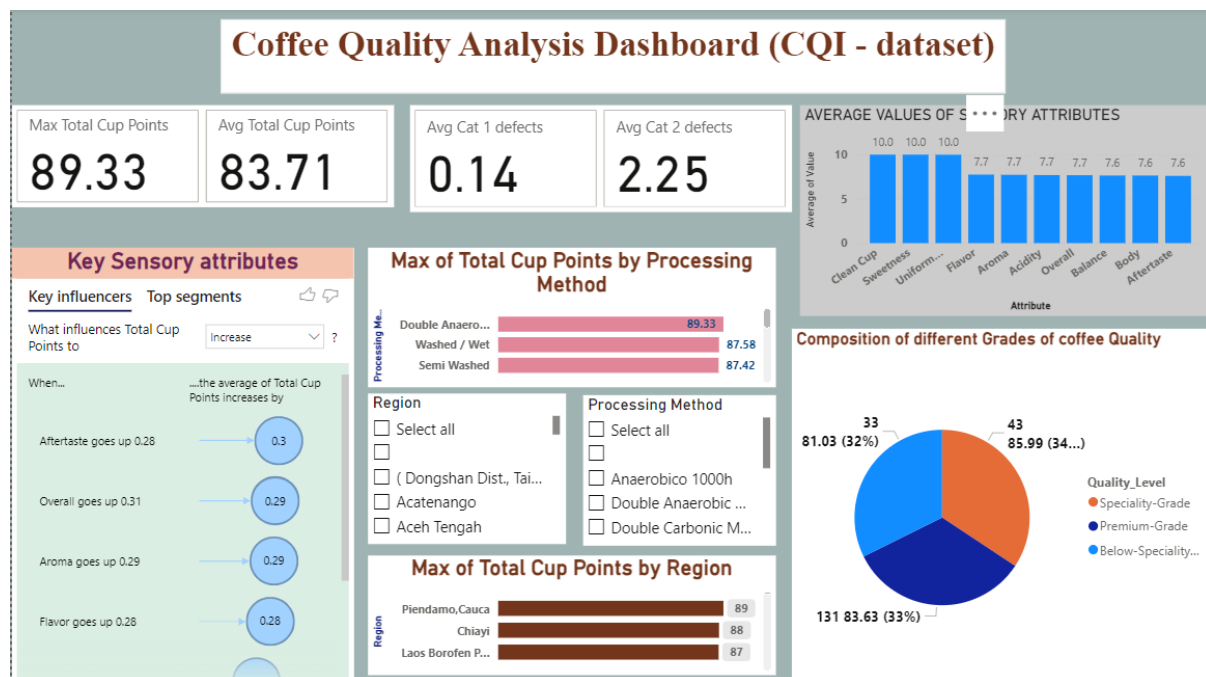 Coffee Quality Analysis Dashboard (CQI - dataset)
Max Total Cup Points
89.33
Avg Total Cup Points
83.71
Avg Cat 1 defects
0.14
Avg Cat 2 defects
2.25
AVERAGE VALUES OF S ORY ATTRIBUTES
Average of Value
10
5
0
10.0 10.0 10.0 7.7 7.7 7.7 7.7 7.6 7.6 7.6
Clean Cup
Sweetness
Uniform...
Flavor
Aroma
Acidity
Overall
Balance
Body
Aftertaste
Attribute
Key Sensory attributes
Key influencers Top segments
What influences Total Cup
Points to
Increase
?
When...
....the average of Total Cup
Points increases by
Aftertaste goes up 0.28
0.3
Overall goes up 0.31
0.29
Aroma goes up 0.29
0.29
Flavor goes up 0.28
0.28
Max of Total Cup Points by Processing
Method
Processing Me...
Double Anaero... 89.33
Washed / Wet 87.58
Semi Washed 87.42
Region
Select all
( Dongshan Dist., Tai...
Acatenango
Aceh Tengah
Processing Method
Select all
Anaerobico 1000h
Double Anaerobic ...
Double Carbonic M...
Max of Total Cup Points by Region
Region
Piendamo,Cauca 89
Chiayi 88
Laos Borofen P... 87
Composition of different Grades of coffee Quality
33
81.03 (32%)
43
85.99 (34...)
131 83.63 (33%)
Quality_Level
Speciality-Grade
Premium-Grade
Below-Speciality...